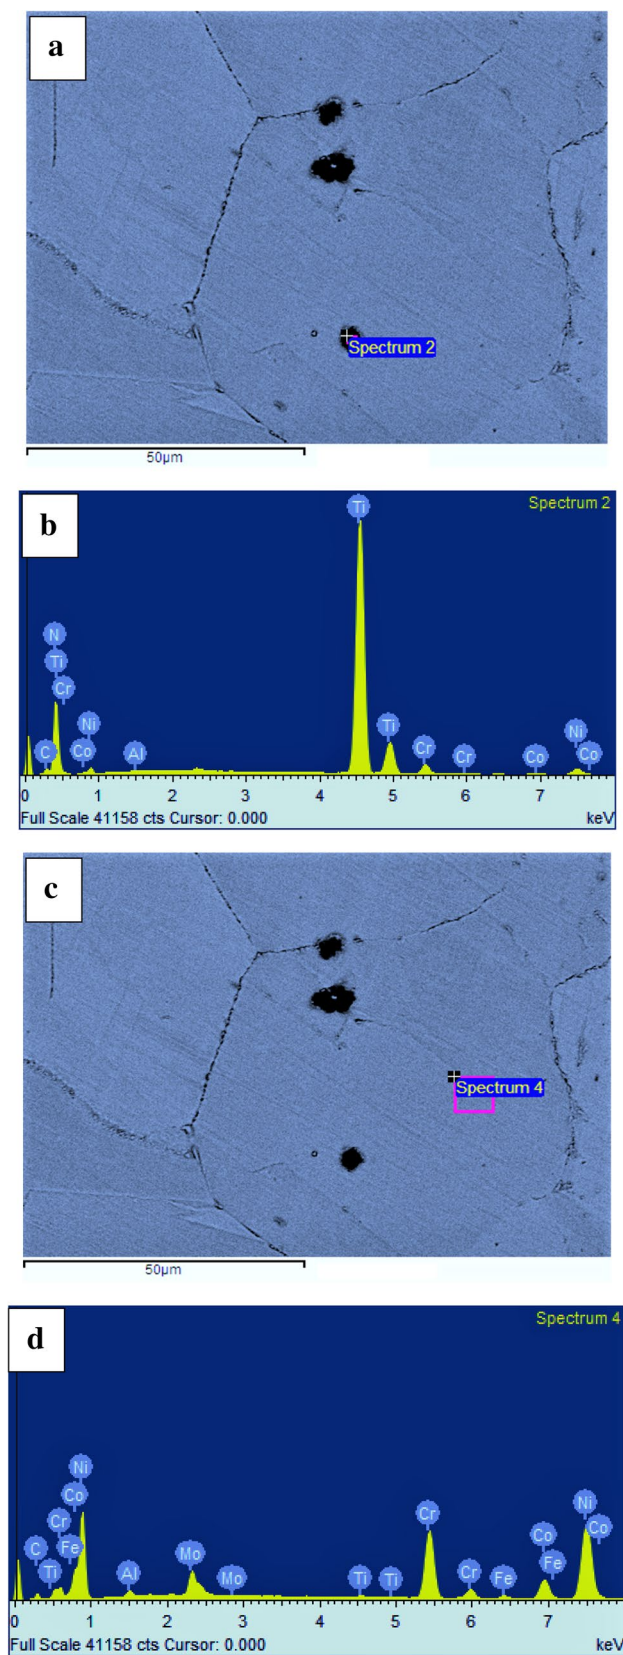 a
Spectrum 2
50µm
b
Spectrum 2
Ti
N
Ti
Cr
Ni
C
Co
Al
Ti
Cr
Cr
Co
Ni
Co
0 1 2 3 4 5 6 7
Full Scale 41158 cts Cursor: 0.000 keV
c
Spectrum 4
50µm
d
Spectrum 4
Ni
Co
Cr
C
Fe
Ti
Al
Mo
Mo
Ti
Ti
Cr
Cr
Fe
Co
Fe
Ni
Co
0 1 2 3 4 5 6 7
Full Scale 41158 cts Cursor: 0.000 keV